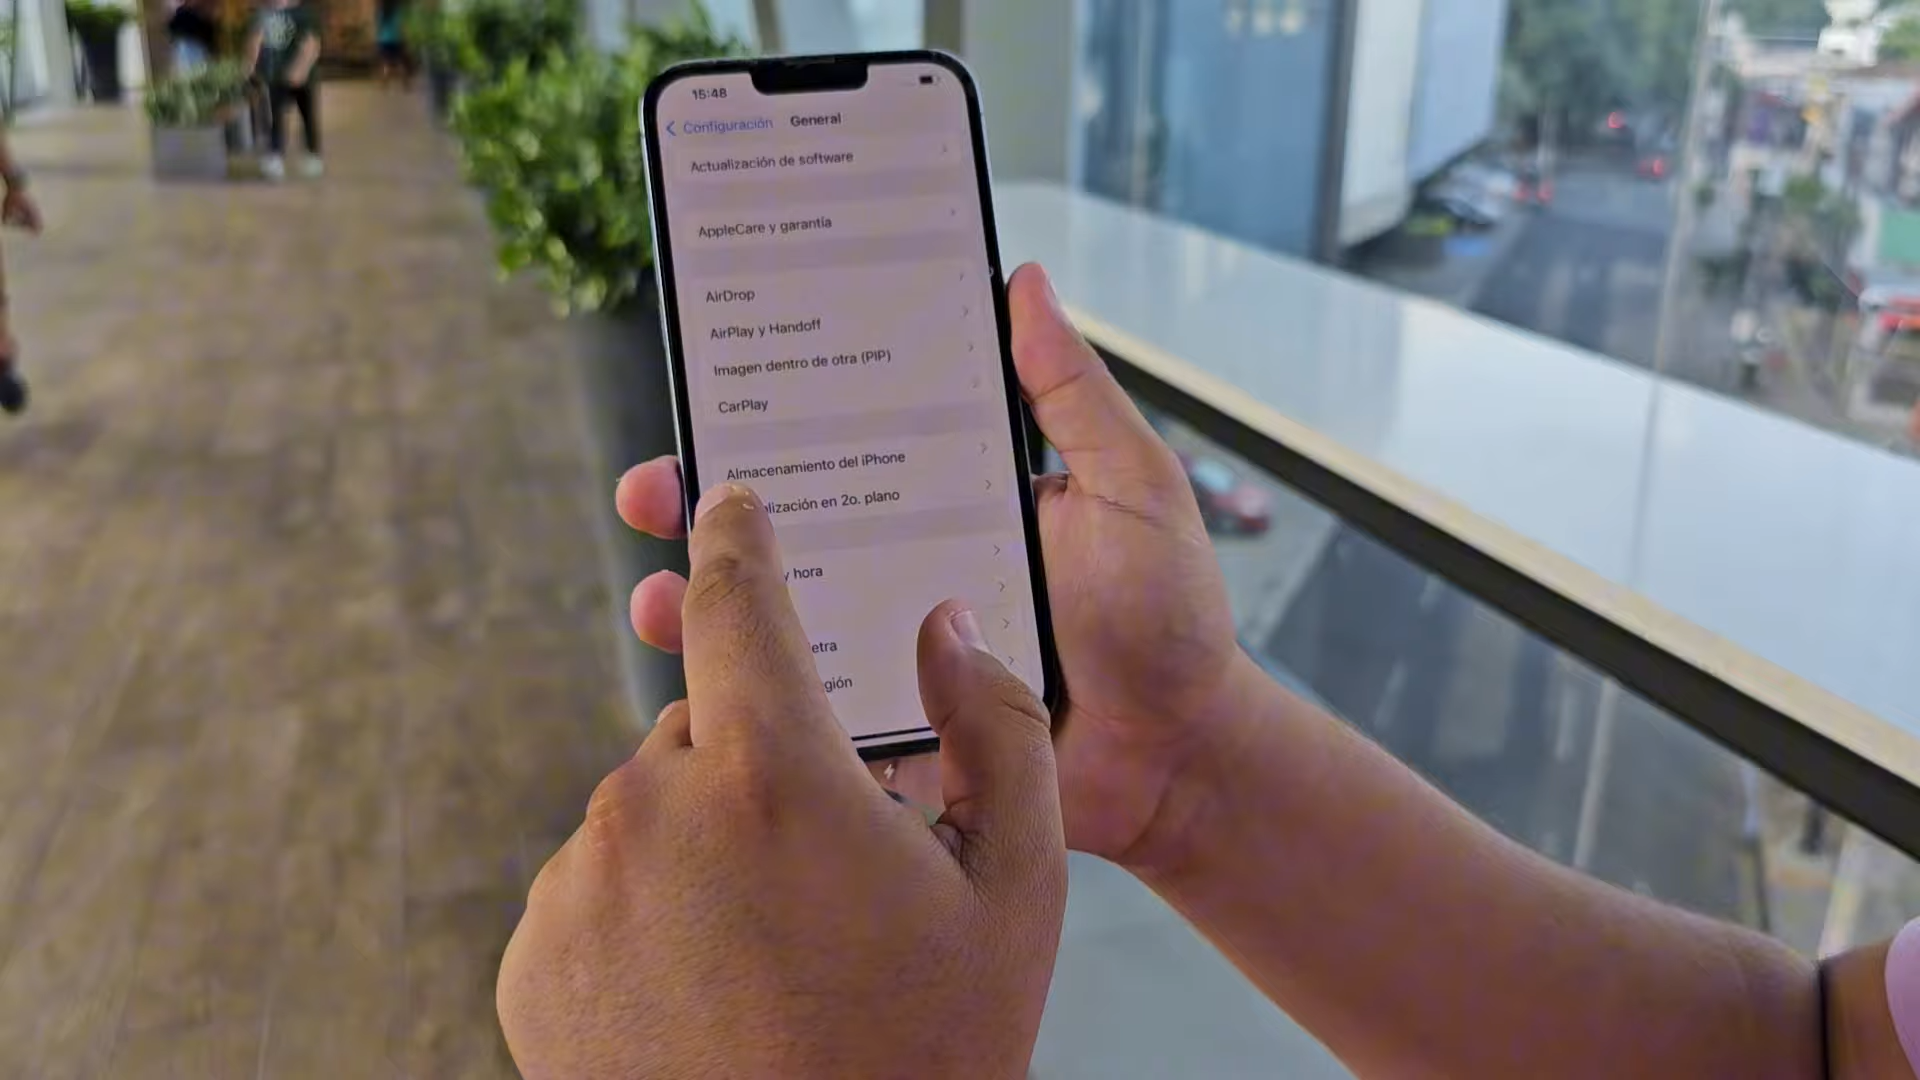 15:48
Configuración General
Actualización de software
AppleCare y garantía
AirDrop
AirPlay y Handoff
Imagen dentro de otra (PIP)
CarPlay
Almacenamiento del iPhone
lización en 2o. plano
y hora
etra
gión